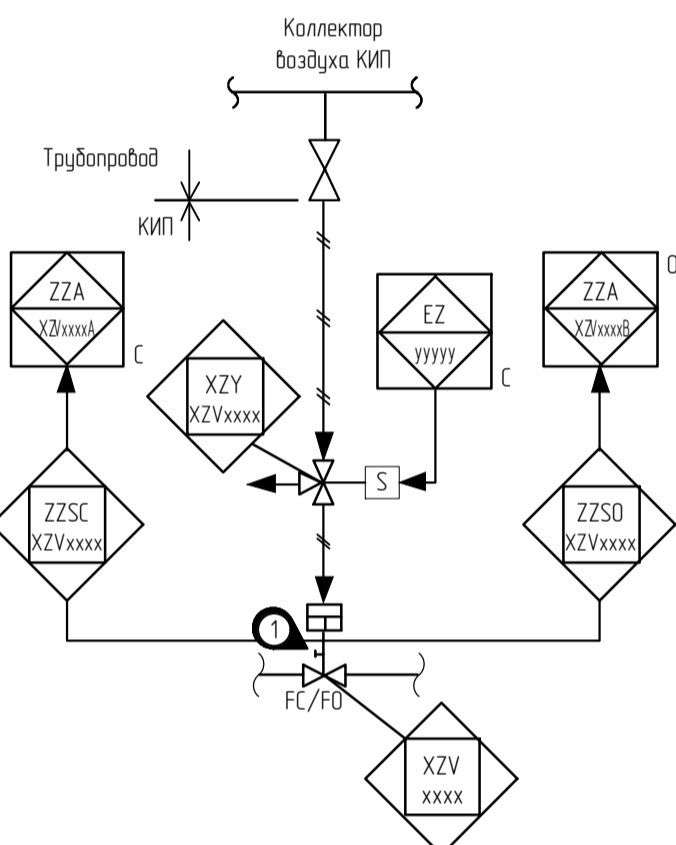 Коллектор
воздуха КИП
Трубопровод
КИП
ZZA
XZVxxxxA
C
EZ
yyyyy
C
ZZA
XZVxxxxB
O
XZY
XZVxxxx
S
ZZSC
XZVxxxx
ZZSO
XZVxxxx
1
FC/FO
XZV
xxxx